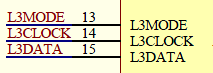 L3MODE 13 L3MODE
L3CLOCK 14 L3CLOCK
L3DATA 15 L3DATA